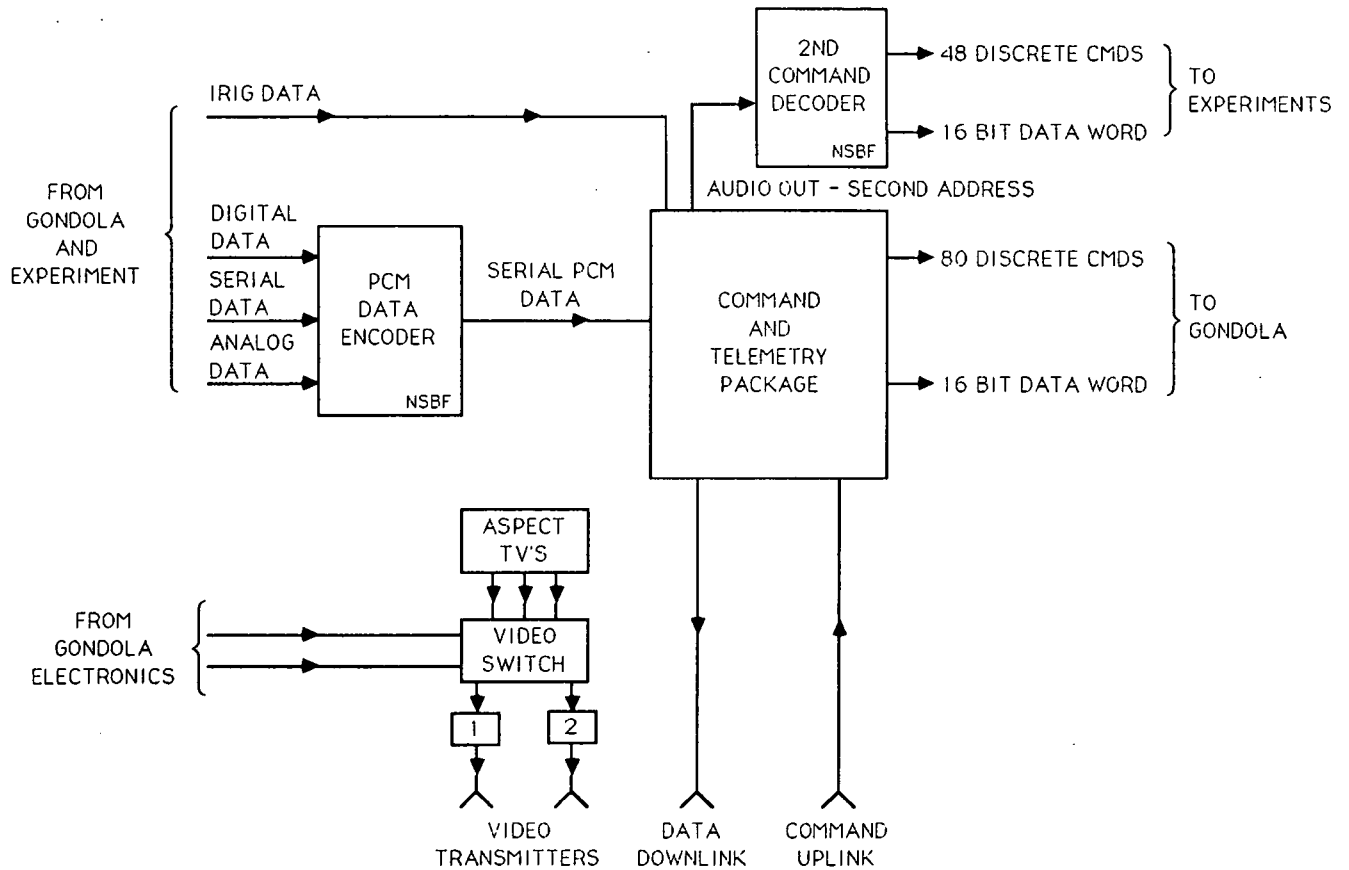 2ND
COMMAND
DECODER
NSBF
48 DISCRETE CMDS
16 BIT DATA WORD
TO
EXPERIMENTS
IRIG DATA
FROM
GONDOLA
AND
EXPERIMENT
DIGITAL
DATA
SERIAL
DATA
ANALOG
DATA
PCM
DATA
ENCODER
NSBF
SERIAL PCM
DATA
AUDIO OUT - SECOND ADDRESS
COMMAND
AND
TELEMETRY
PACKAGE
80 DISCRETE CMDS
16 BIT DATA WORD
TO
GONDOLA
ASPECT
TV'S
FROM
GONDOLA
ELECTRONICS
VIDEO
SWITCH
1
2
VIDEO
TRANSMITTERS
DATA
DOWNLINK
COMMAND
UPLINK